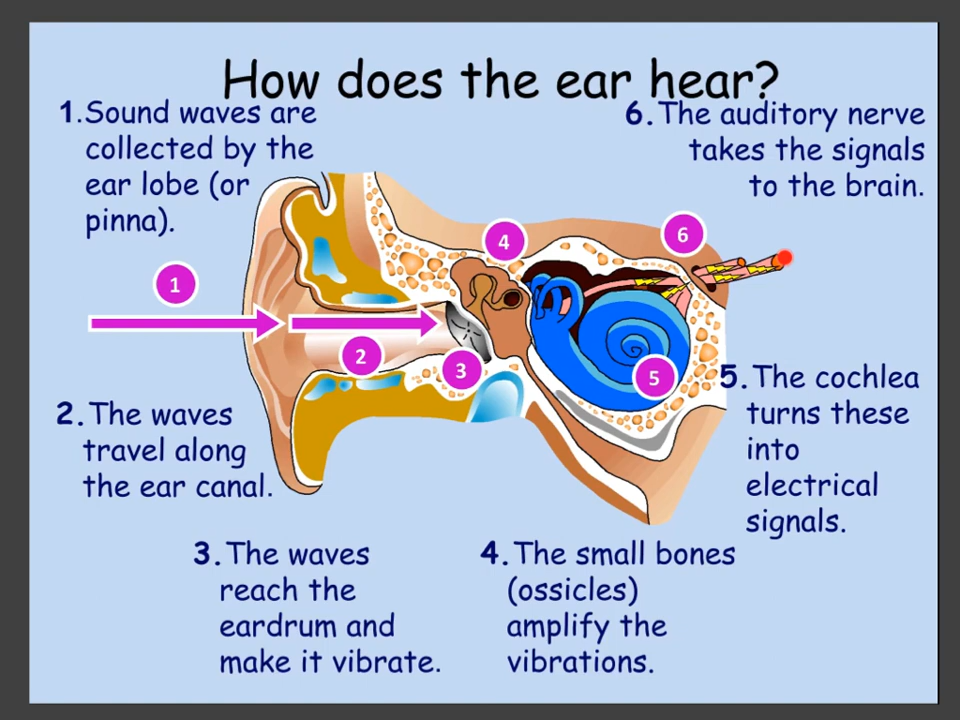 How does the ear hear?
1.Sound waves are
collected by the
ear lobe (or
pinna).
6.The auditory nerve
takes the signals
to the brain.
4
6
1
2
3
5
5.The cochlea
turns these
into
electrical
signals.
2.The waves
travel along
the ear canal.
3.The waves
reach the
eardrum and
make it vibrate.
4.The small bones
(ossicles)
amplify the
vibrations.